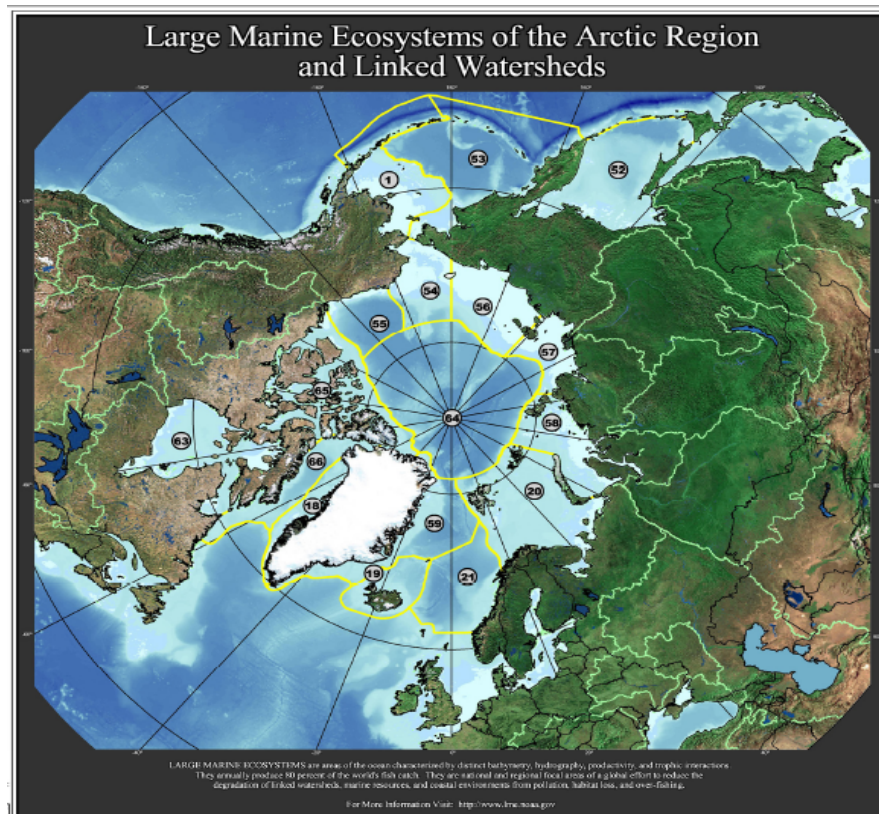 Large Marine Ecosystems of the Arctic Region
and Linked Watersheds
53
52
1
54
56
55
57
65
64
58
63
66
20
18
59
19
21
LARGE MARINE ECOSYSTEMS are areas of the ocean characterized by distinct bathymetry, hydrography, productivity, and trophic interactions.
They annually produce 80 percent of the world's fish catch. They are national and regional focal areas of a global effort to reduce the
degradation of linked watersheds, marine resources, and coastal environments from pollution, habitat loss, and over-fishing.
For More Information Visit: http://www.lme.noaa.gov